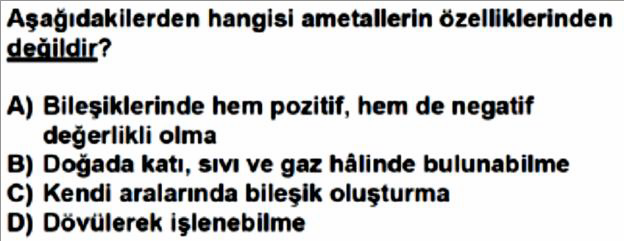 Aşağıdakilerden hangisi ametallerin özelliklerinden
değildir?
A) Bileşiklerinde hem pozitif, hem de negatif
değerlikli olma
B) Doğada katı, sıvı ve gaz hâlinde bulunabilme
C) Kendi aralarında bileşik oluşturma
D) Dövülerek işlenebilme